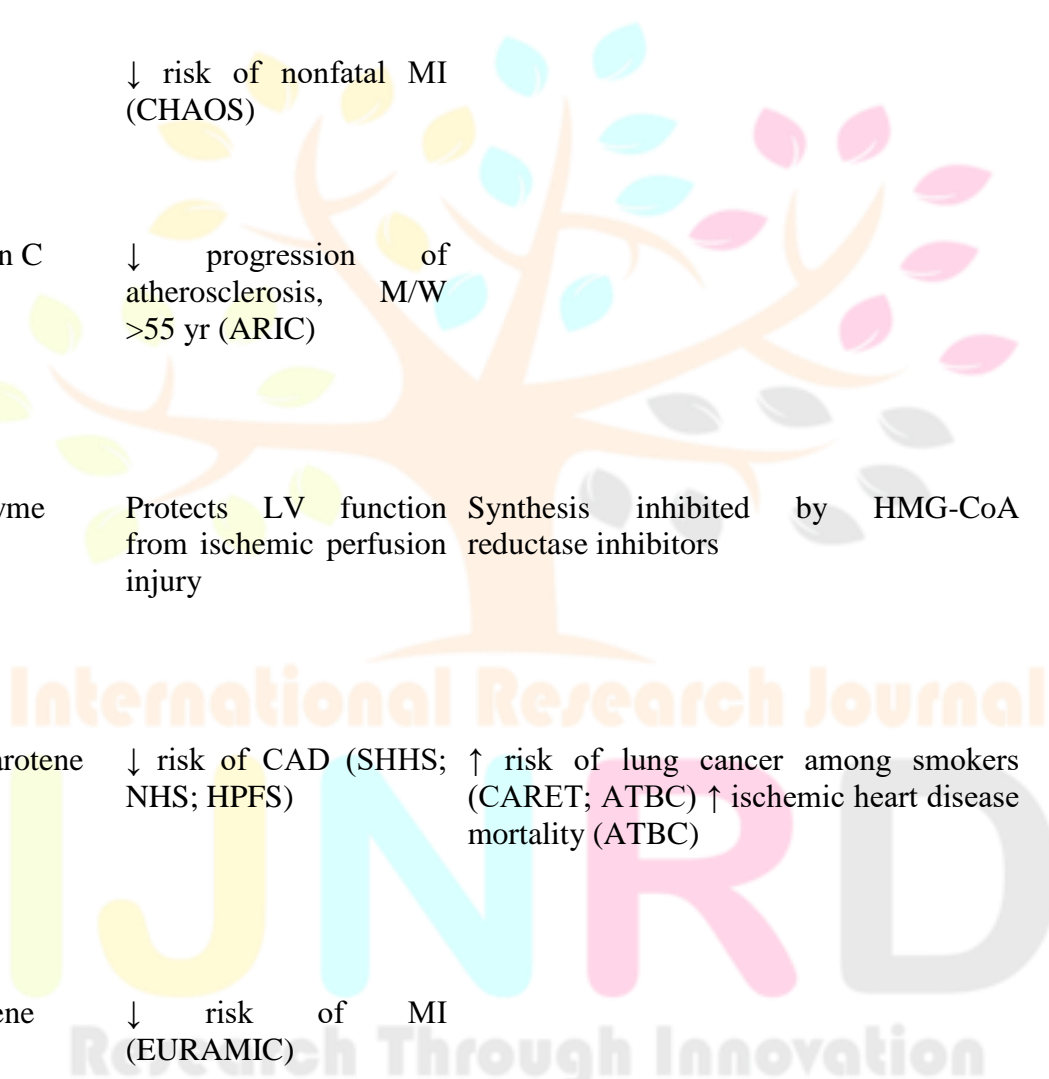 ↓ risk of nonfatal MI
(CHAOS)
n C ↓ progression of
atherosclerosis, M/W
>55 yr (ARIC)
yme Protects LV function Synthesis inhibited by HMG-CoA
from ischemic perfusion reductase inhibitors
injury
International Research Journal
arotene ↓ risk of CAD (SHHS; ↑ risk of lung cancer among smokers
NHS; HPFS) (CARET; ATBC) ↑ ischemic heart disease
mortality (ATBC)
IJNRD
ene ↓ risk of MI
(EURAMIC)
Research Through Innovation